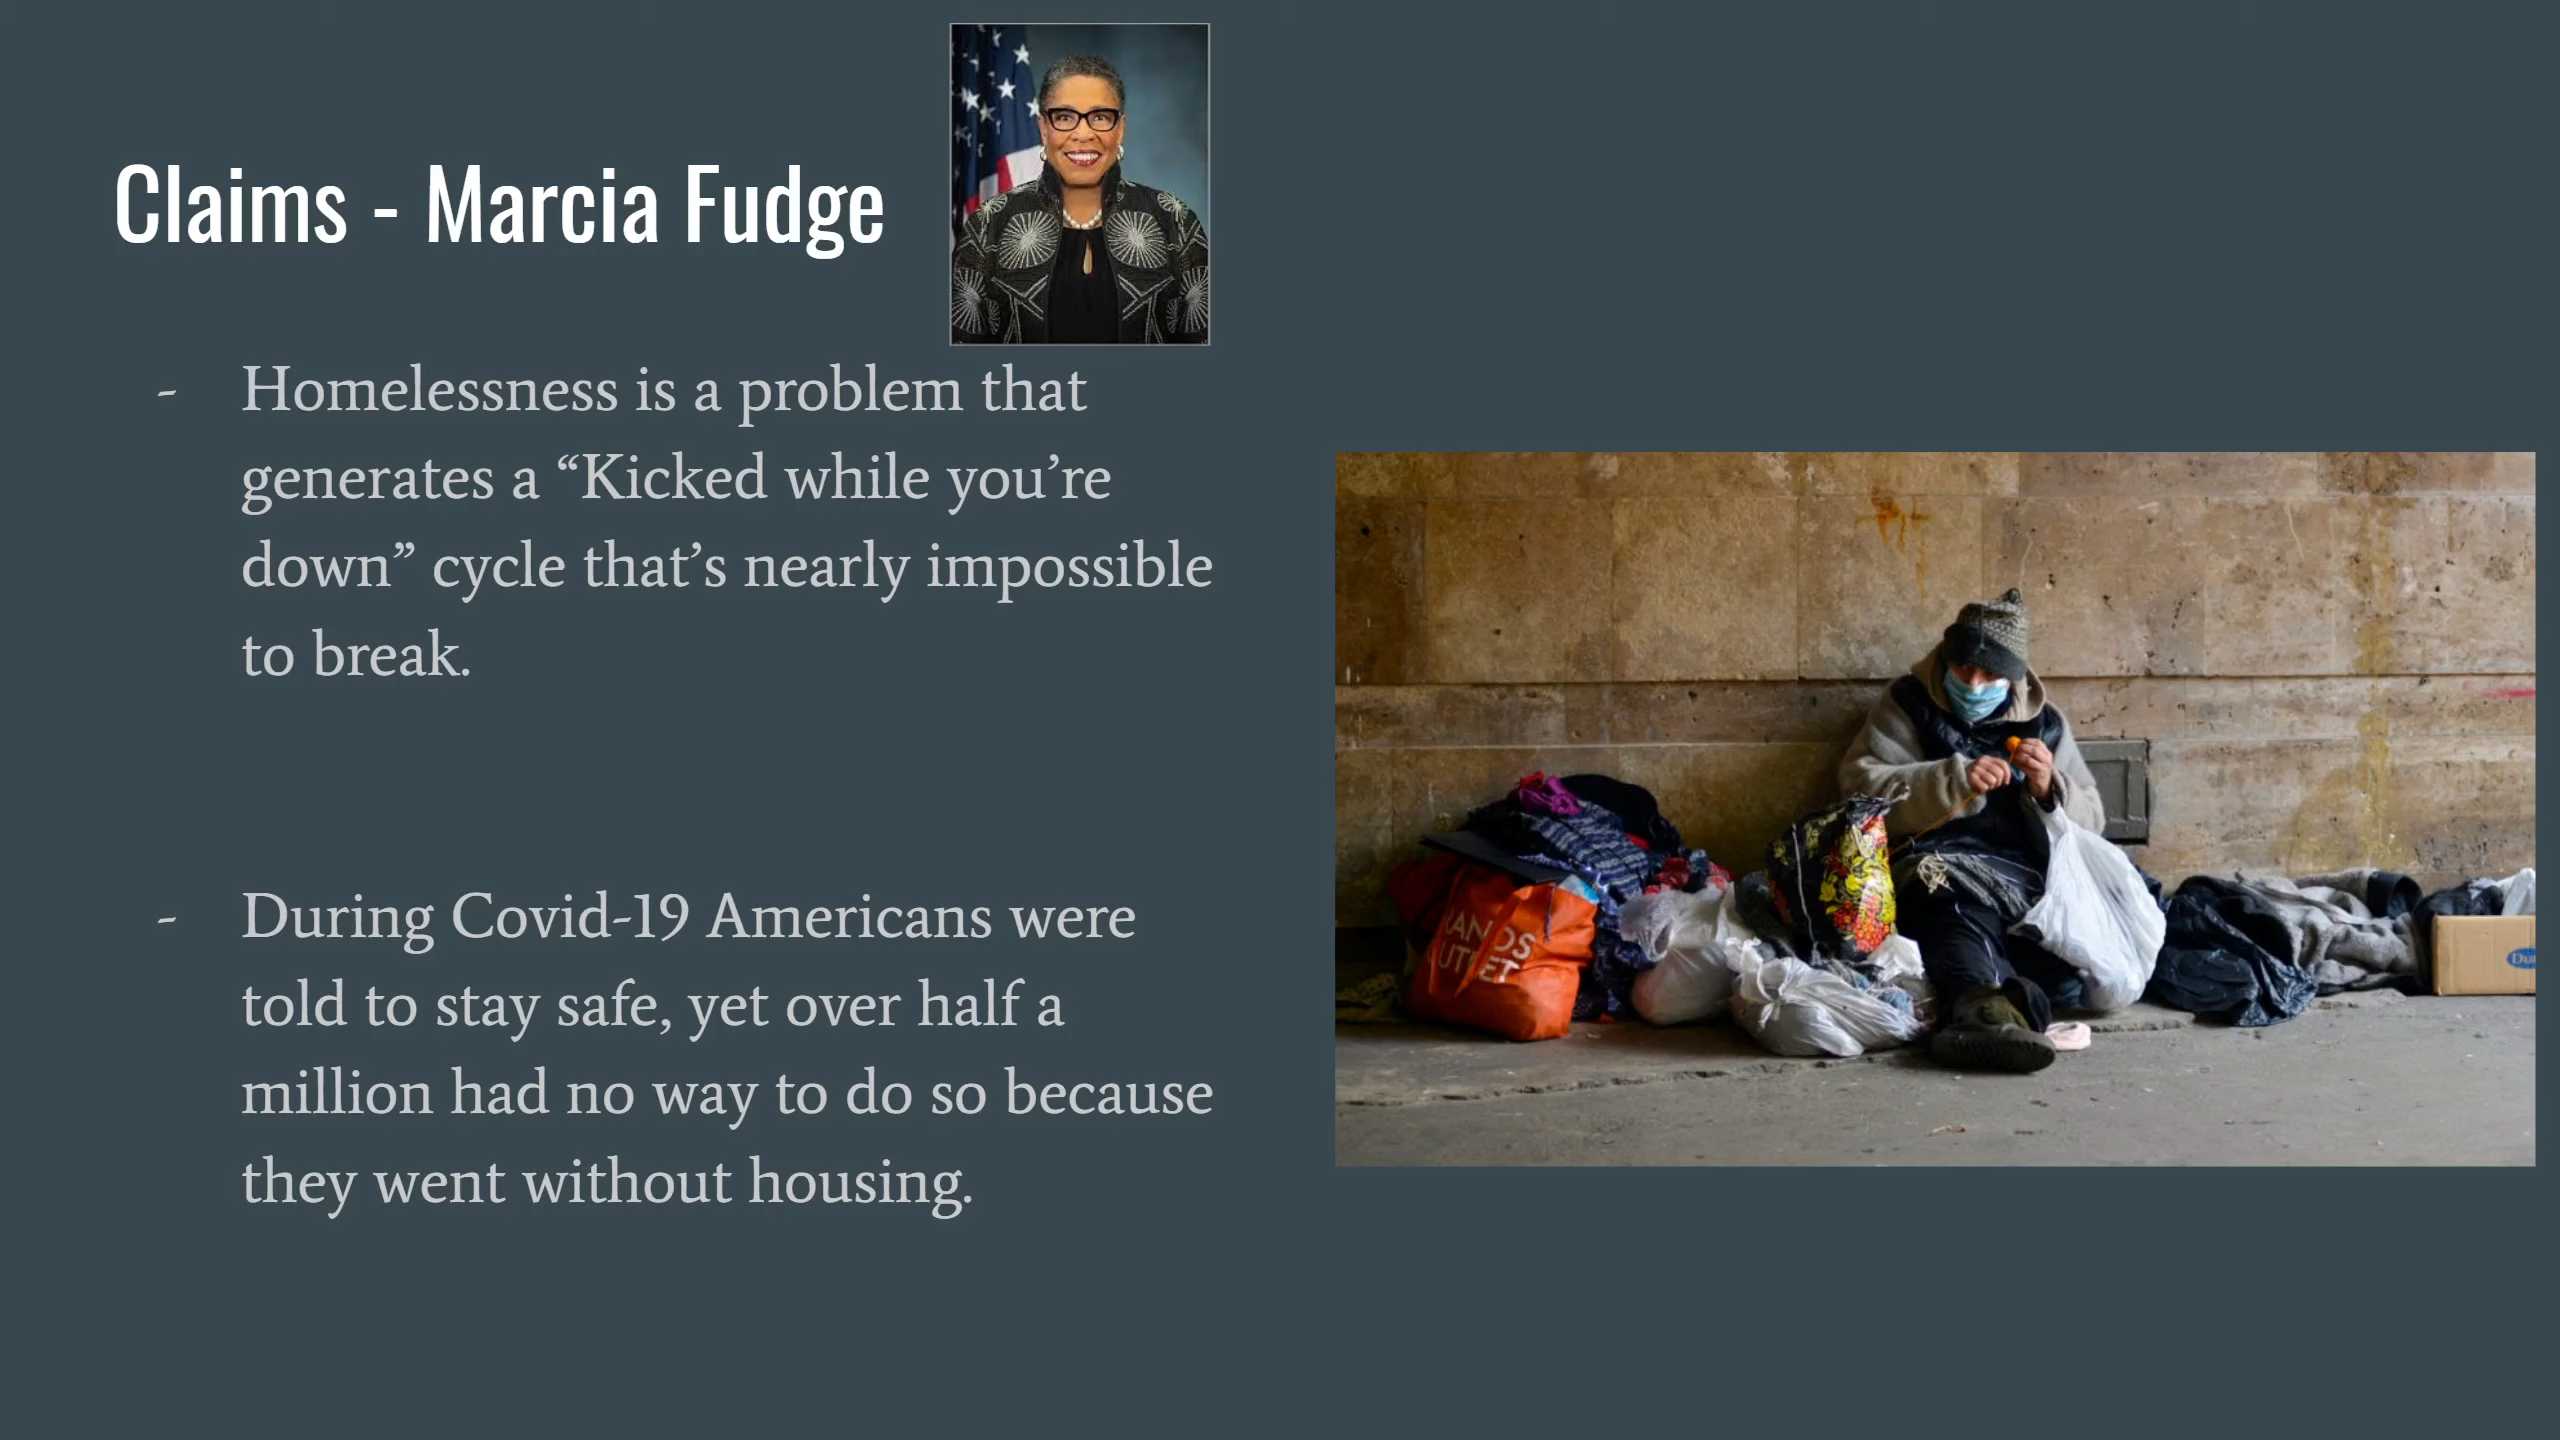 Claims - Marcia Fudge
- Homelessness is a problem that
generates a “Kicked while you’re
down” cycle that’s nearly impossible
to break.
- During Covid-19 Americans were
told to stay safe, yet over half a
million had no way to do so because
they went without housing.